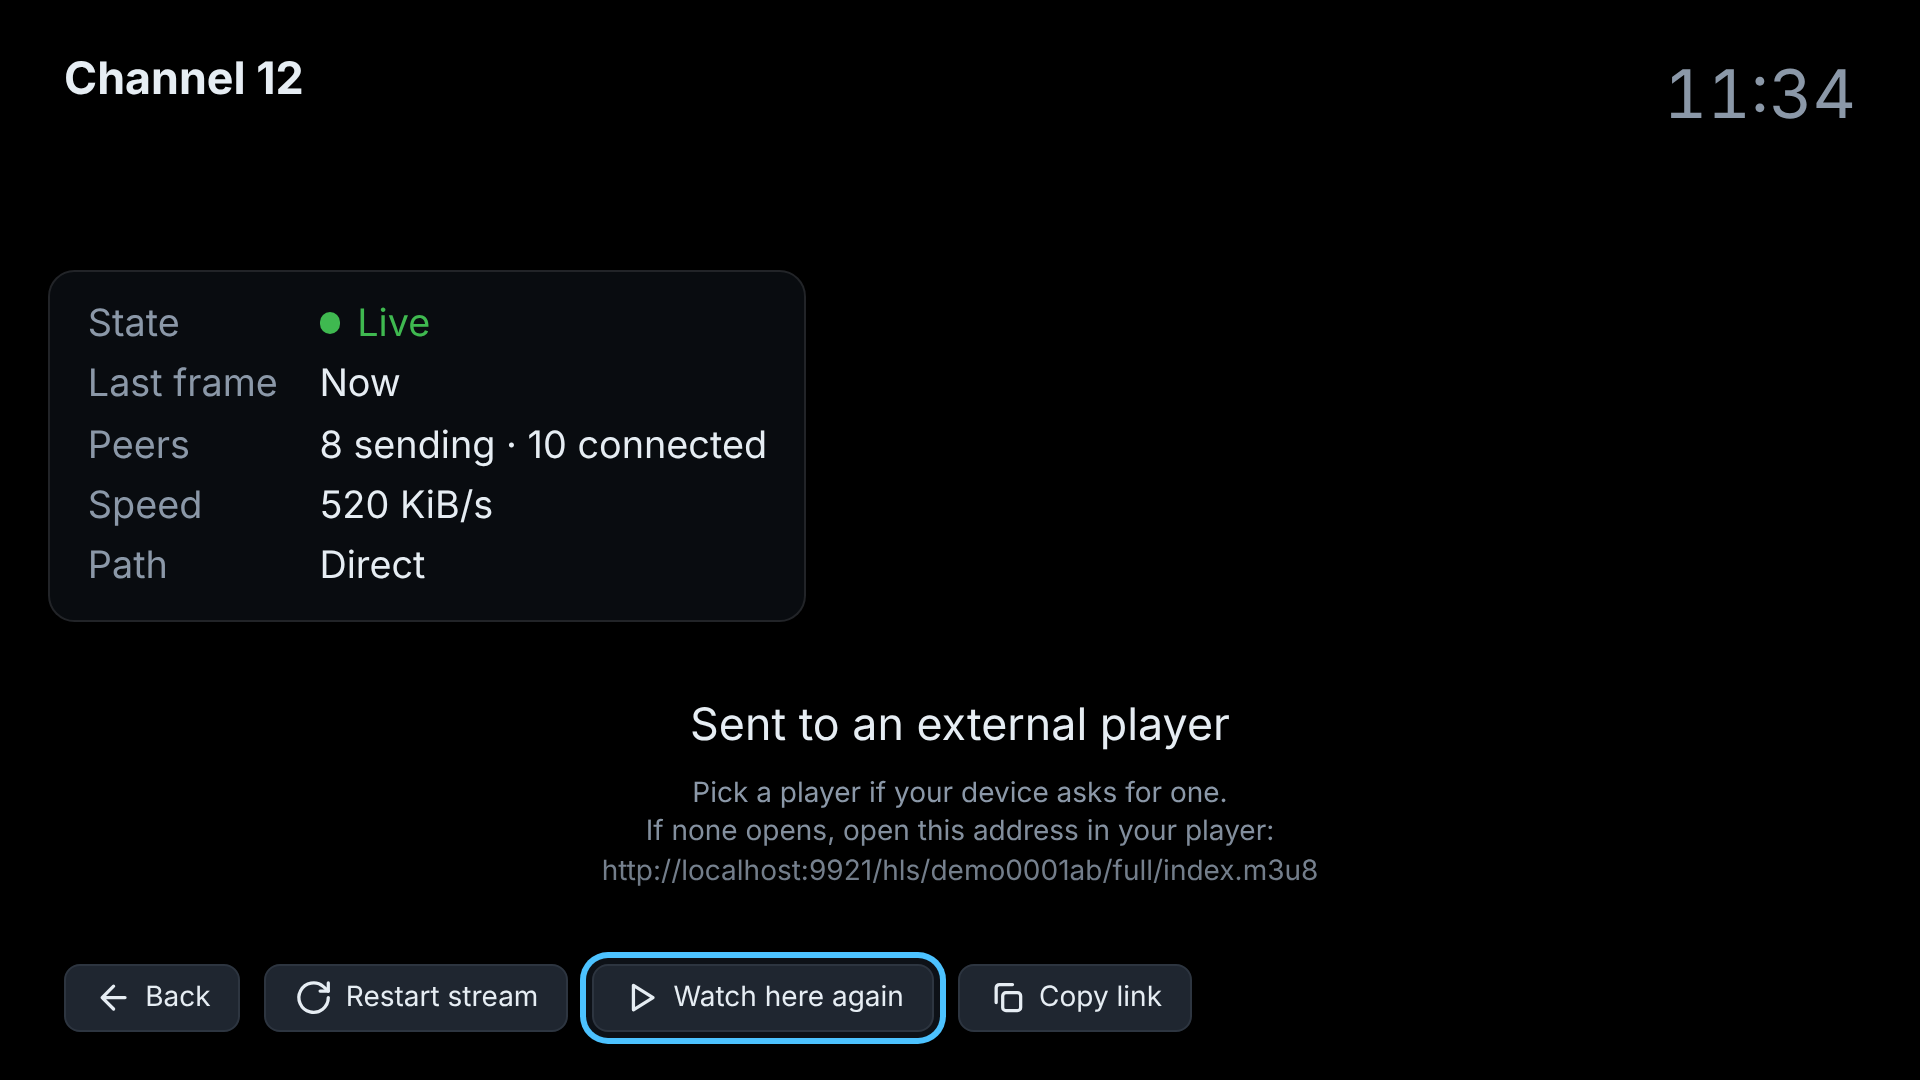 Channel 12
11:34
State Live
Last frame Now
Peers 8 sending · 10 connected
Speed 520 KiB/s
Path Direct
Sent to an external player
Pick a player if your device asks for one.
If none opens, open this address in your player:
http://localhost:9921/hls/demo0001ab/full/index.m3u8
Back Restart stream Watch here again Copy link